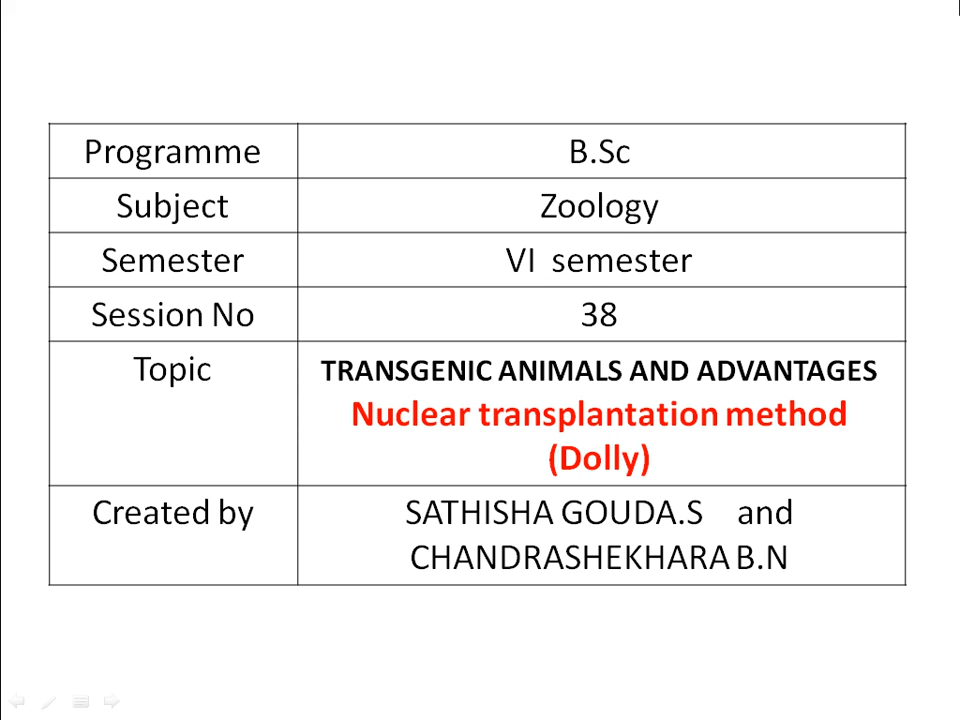 Programme B.Sc
Subject Zoology
Semester VI semester
Session No 38
Topic TRANSGENIC ANIMALS AND ADVANTAGES
Nuclear transplantation method
(Dolly)
Created by SATHISHA GOUDA.S and
CHANDRASHEKHARA B.N